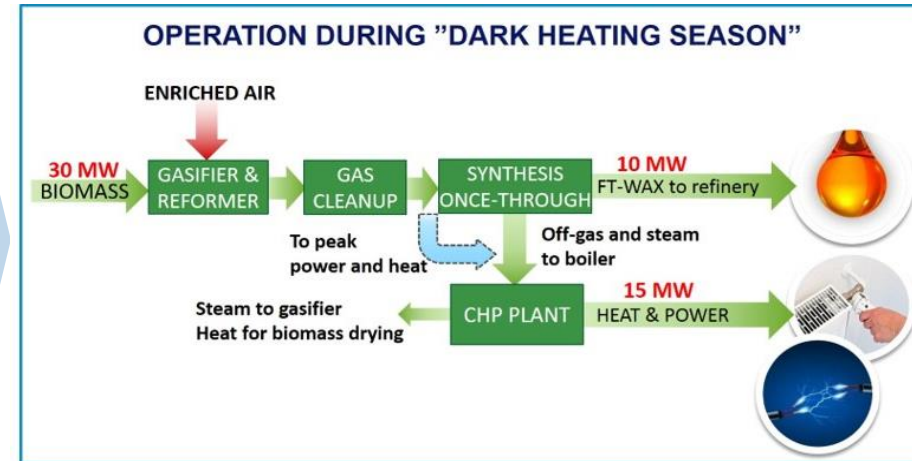 OPERATION DURING ”DARK HEATING SEASON”
ENRICHED AIR
30 MW
BIOMASS
GASIFIER &
REFORMER
GAS
CLEANUP
SYNTHESIS
ONCE-THROUGH
10 MW
FT-WAX to refinery
To peak
power and heat
Off-gas and steam
to boiler
Steam to gasifier
Heat for biomass drying
CHP PLANT
15 MW
HEAT & POWER